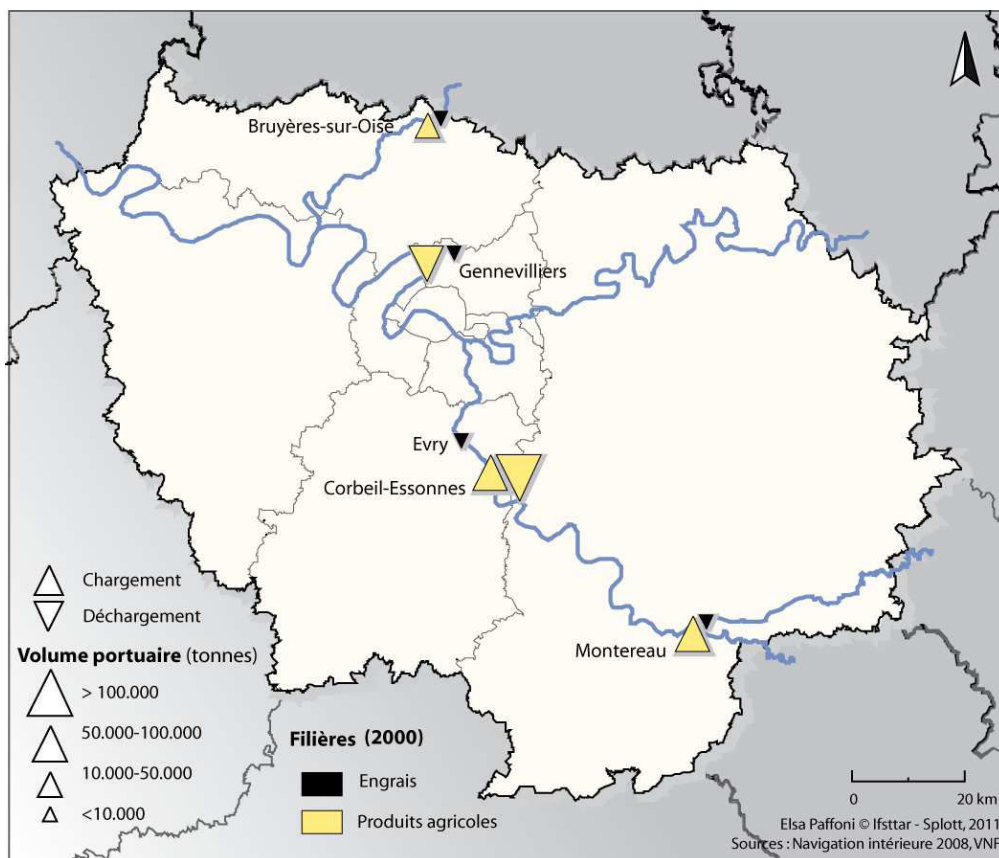 Bruyères-sur-Oise
Gennevilliers
Evry
Corbeil-Essonnes
Montereau
Chargement
Déchargement
Volume portuaire (tonnes)
> 100.000
50.000-100.000
10.000-50.000
<10.000
Filières (2000)
Engrais
Produits agricoles
0 20 km
Elsa Paffoni © Ifsttar - Splott, 2011
Sources : Navigation intérieure 2008, VNF